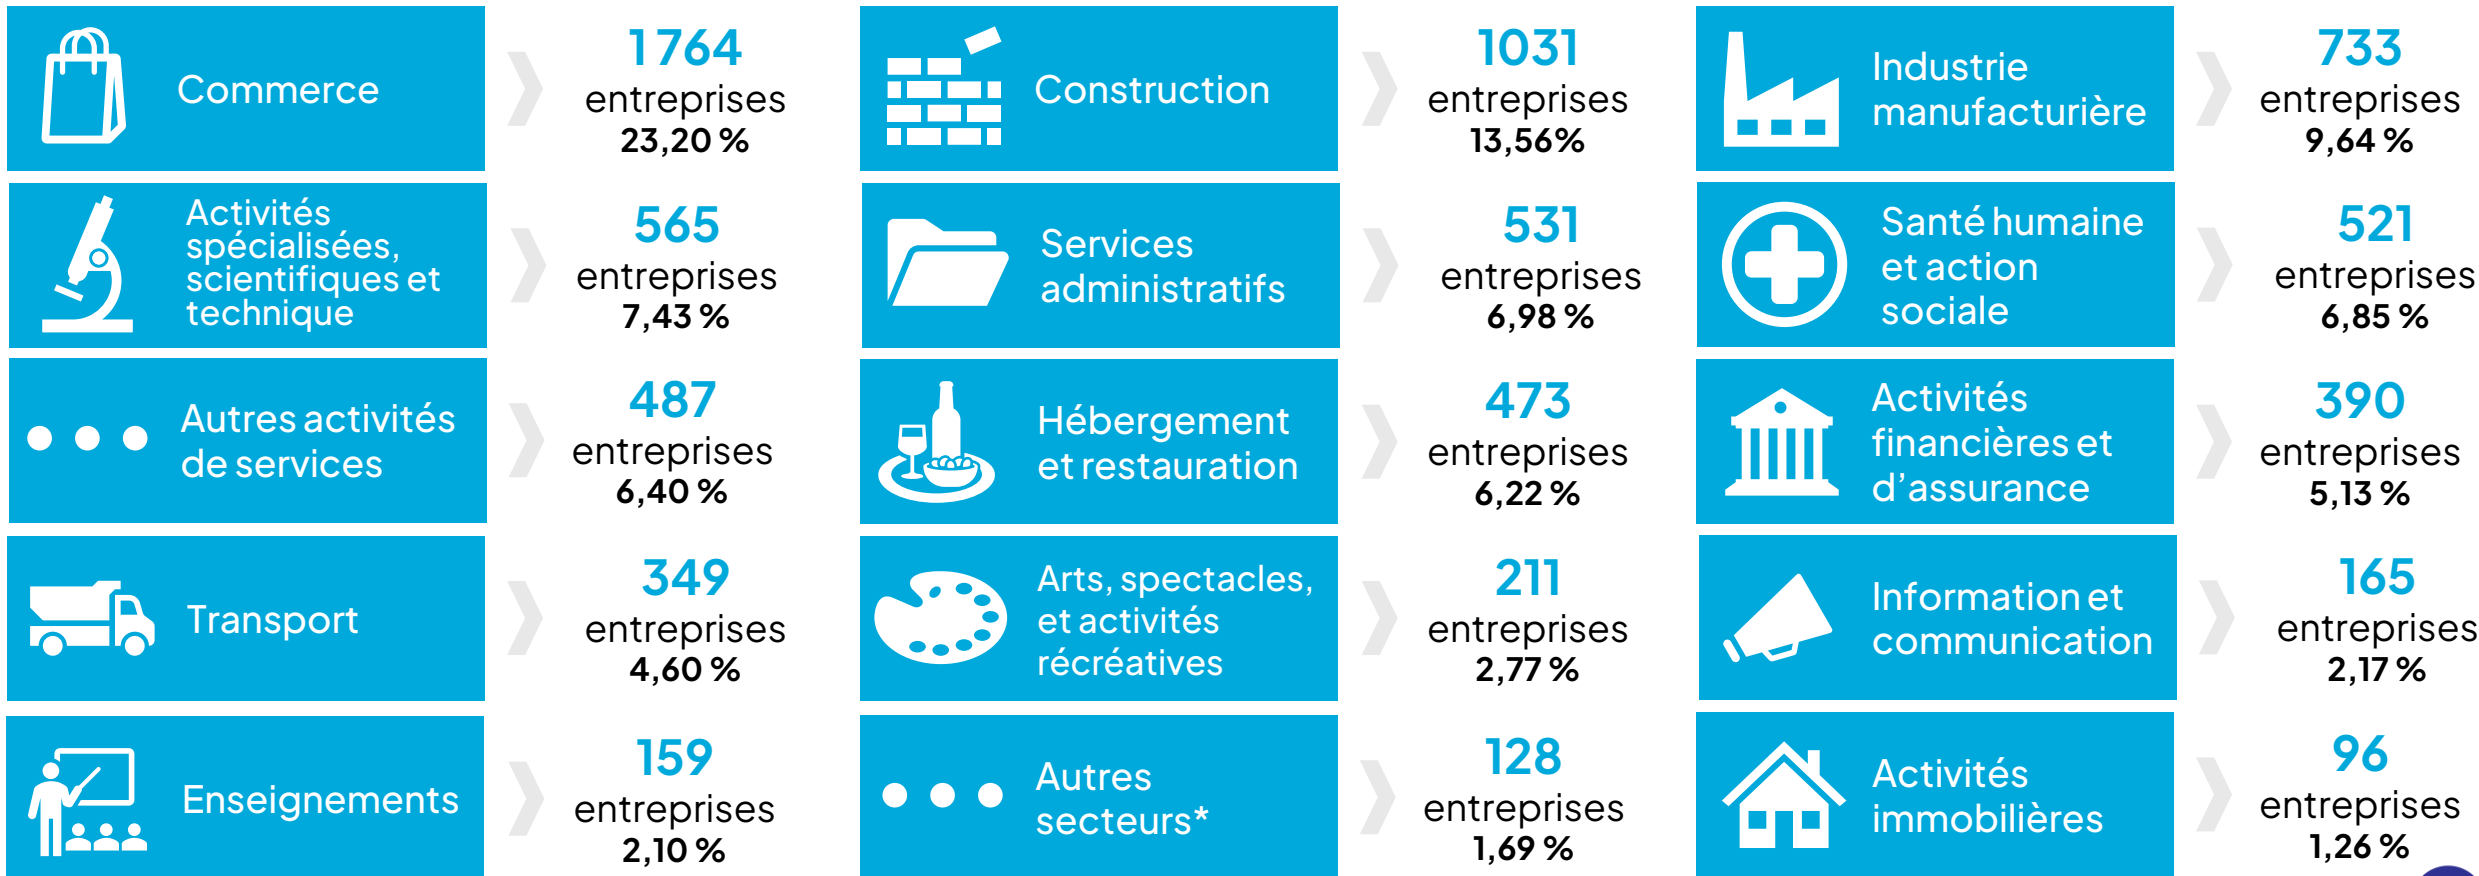 Commerce
1 764
entreprises
23,20 %
Construction
1031
entreprises
13,56%
Industrie
manufacturière
733
entreprises
9,64 %
Activités
spécialisées,
scientifiques et
technique
565
entreprises
7,43 %
Services
administratifs
531
entreprises
6,98 %
Santé humaine
et action
sociale
521
entreprises
6,85 %
Autres activités
de services
487
entreprises
6,40 %
Hébergement
et restauration
473
entreprises
6,22 %
Activités
financières et
d’assurance
390
entreprises
5,13 %
Transport
349
entreprises
4,60 %
Arts, spectacles,
et activités
récréatives
211
entreprises
2,77 %
Information et
communication
165
entreprises
2,17 %
Enseignements
159
entreprises
2,10 %
Autres
secteurs*
128
entreprises
1,69 %
Activités
immobilières
96
entreprises
1,26 %